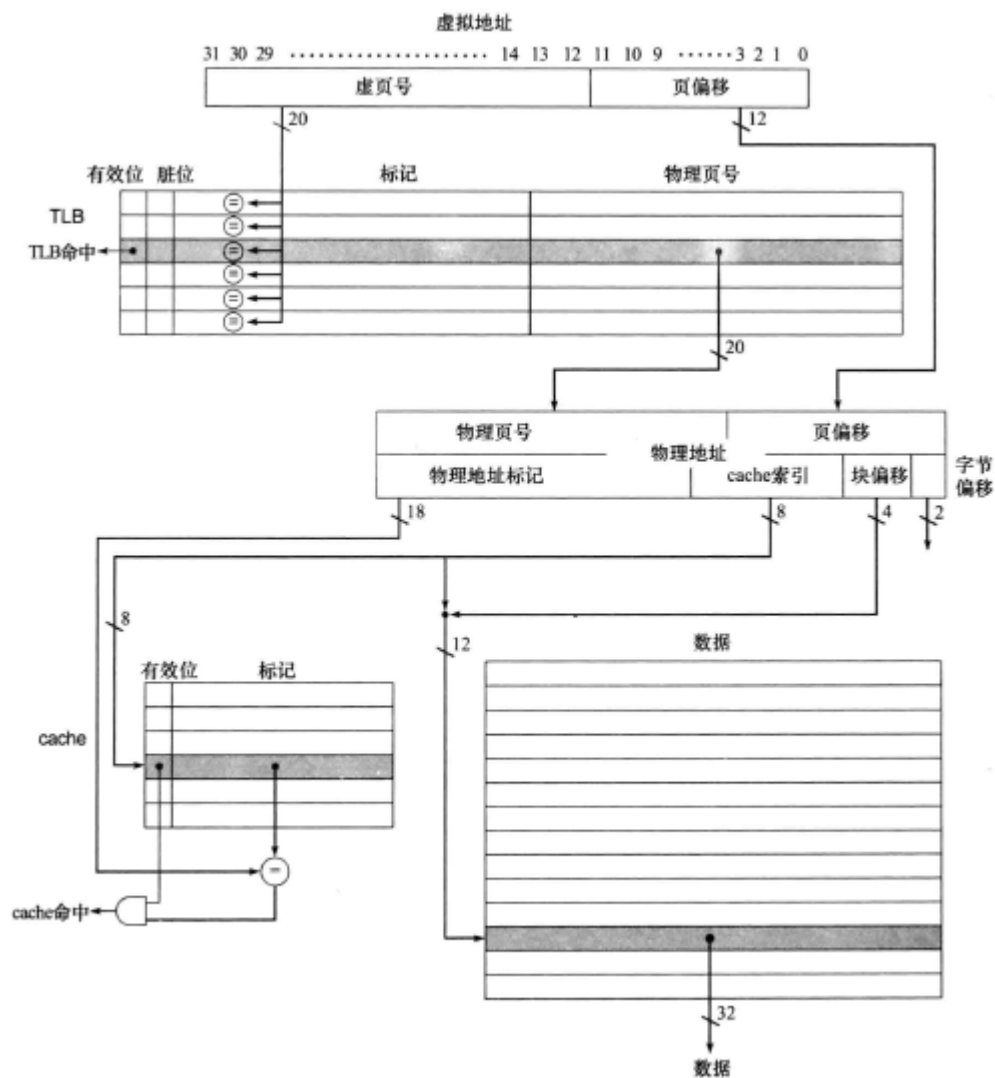 虚拟地址
31 30 29 ····················· 14 13 12 11 10 9 ······3 2 1 0
虚页号 页偏移
20 12
有效位 脏位 标记 物理页号
TLB
=
=
TLB命中 =
=
=
=
20
物理页号 页偏移
物理地址
物理地址标记 cache索引 块偏移 字节
偏移
18 8 4 2
8
12
数据
有效位 标记
cache
=
cache命中
32
数据